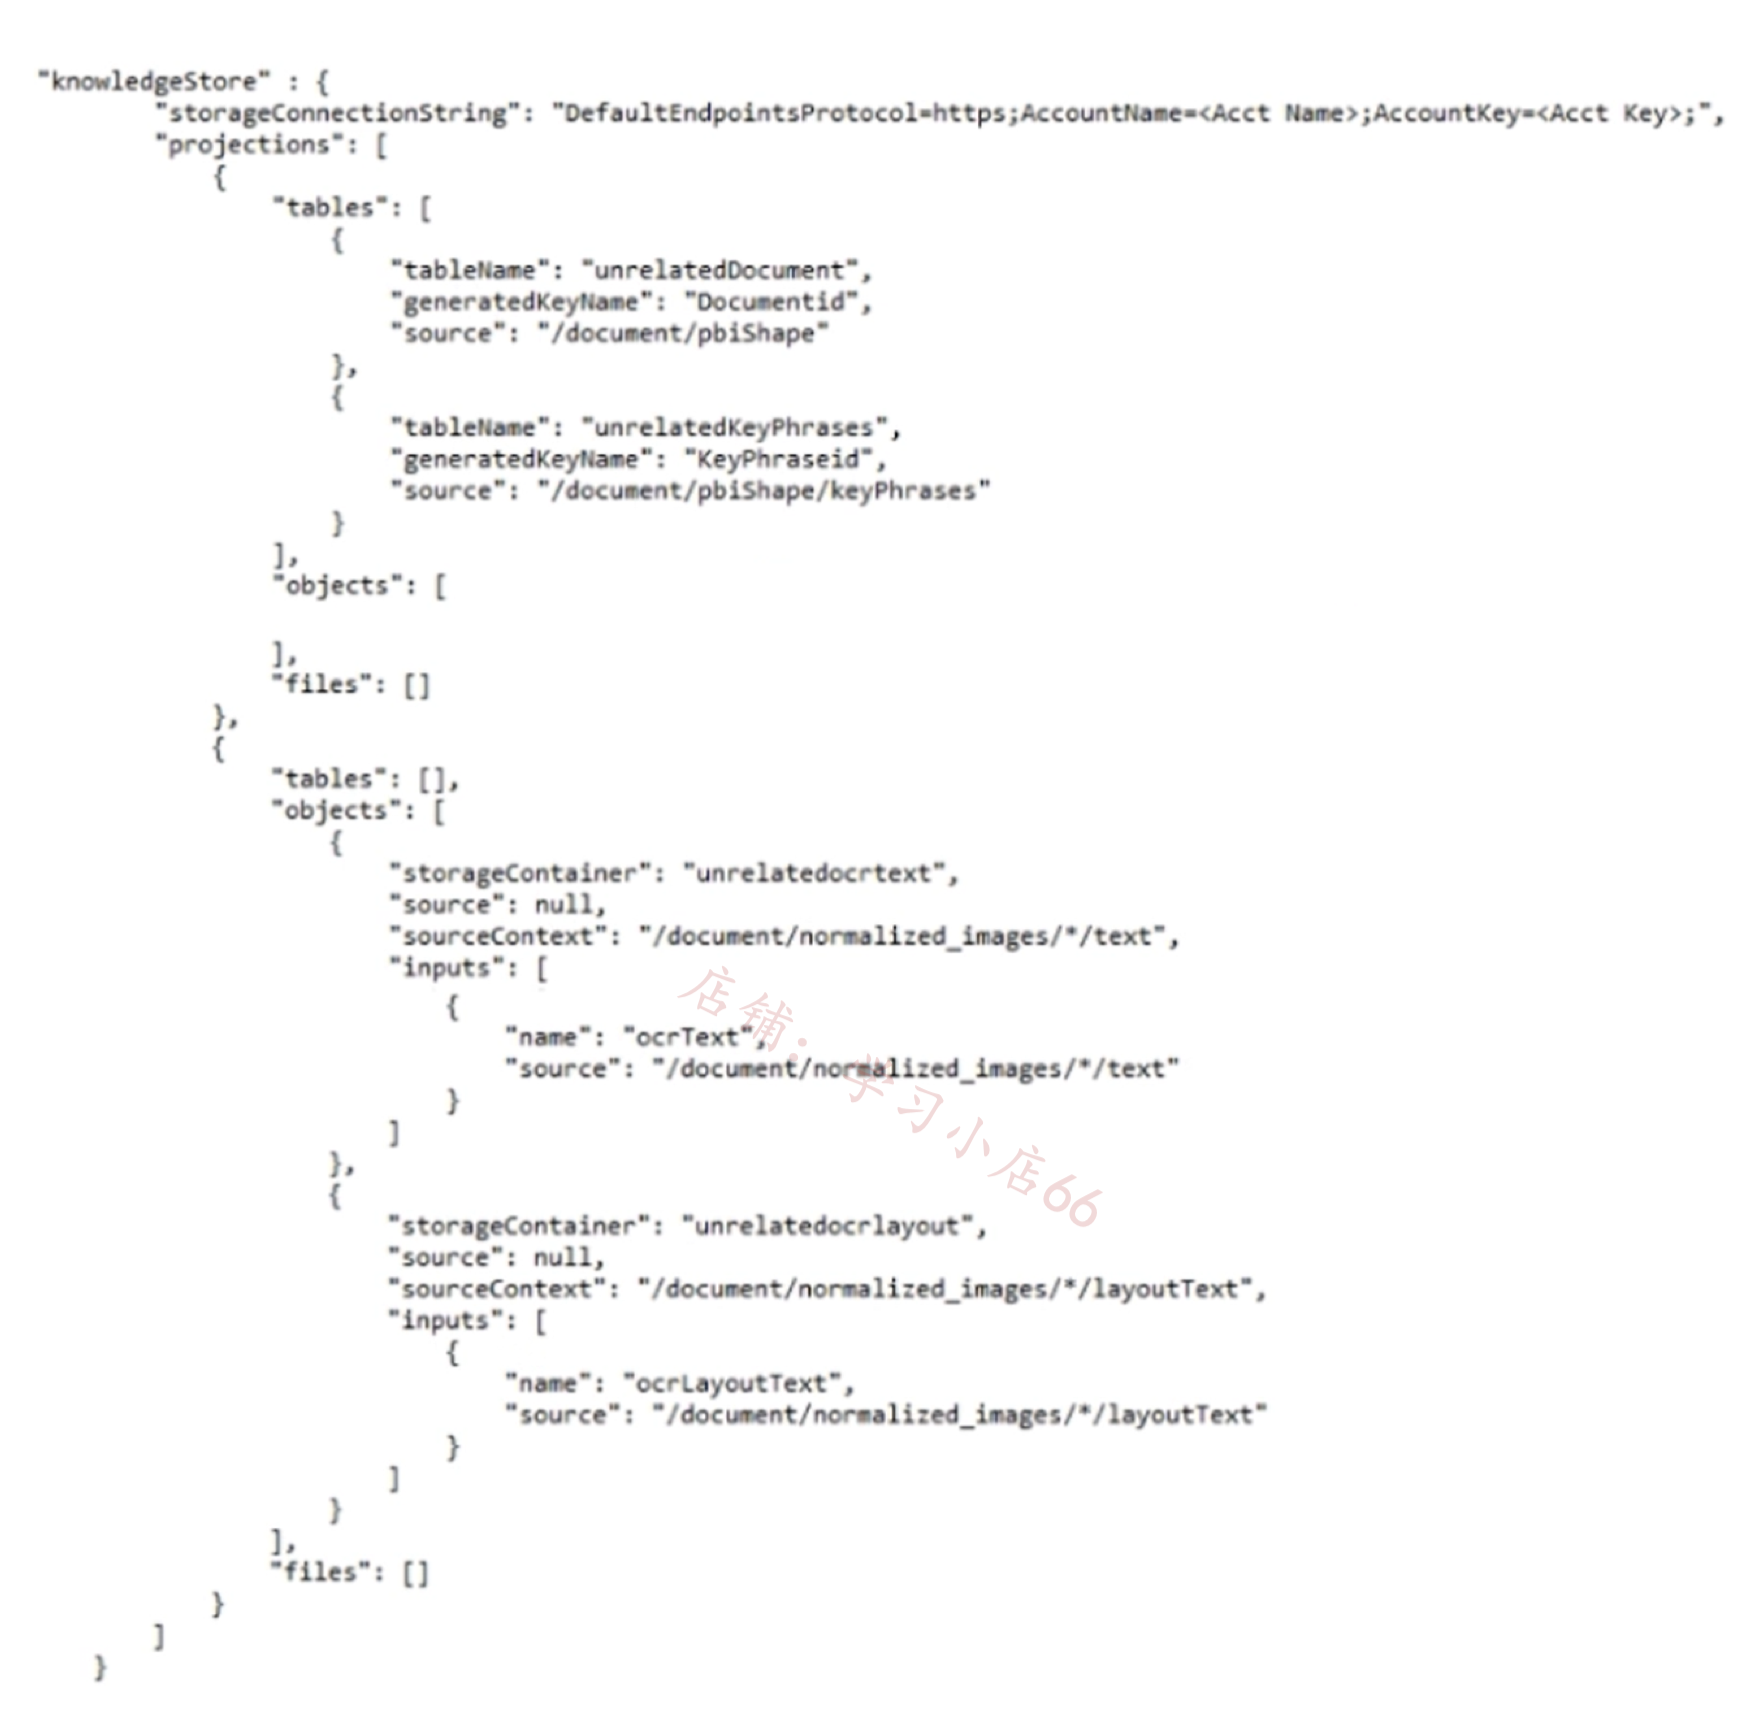 "knowledgeStore" : {
"storageConnectionString": "DefaultEndpointsProtocol=https;AccountName=<Acct Name>;AccountKey=<Acct Key>;",
"projections": [
{
"tables": [
{
"tableName": "unrelatedDocument",
"generatedKeyName": "Documentid",
"source": "/document/pbiShape"
},
{
"tableName": "unrelatedKeyPhrases",
"generatedKeyName": "KeyPhraseid",
"source": "/document/pbiShape/keyPhrases"
}
],
"objects": [
],
"files": []
},
{
"tables": [],
"objects": [
{
"storageContainer": "unrelatedocrtext",
"source": null,
"sourceContext": "/document/normalized_images/*/text",
"inputs": [
{
"name": "ocrText",
"source": "/document/normalized_images/*/text"
}
]
},
{
"storageContainer": "unrelatedocrlayout",
"source": null,
"sourceContext": "/document/normalized_images/*/layoutText",
"inputs": [
{
"name": "ocrLayoutText",
"source": "/document/normalized_images/*/layoutText"
}
]
}
],
"files": []
}
]
}
店铺：学习小店66